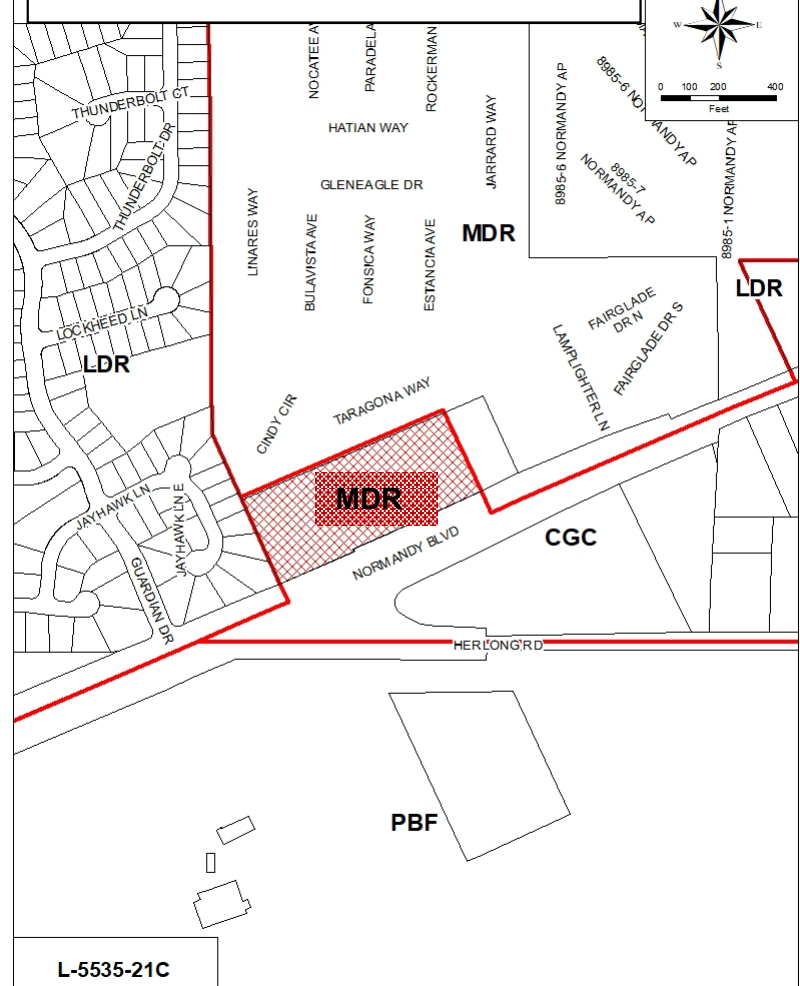 W
E
S
0 100 200 400
Feet
NOCATEE A
PARADELA
ROCKERMAN
THUNDERBOLT CT
THUNDERBOLT DR
HATIAN WAY
JARRARD WAY
8985-6 NORMANDY AP
8985-6 NORMANDY AP
8985-7
NORMANDY AP
8985-1 NORMANDY AP
GLENEAGLE DR
LINARES WAY
BULAVISTA AVE
FONSICA WAY
ESTANCIA AVE
MDR
LDR
LOCKHEED LN
LDR
FAIRGLADE
DR N
FAIRGLADE DR S
LAMPLIGHTER LN
CINDY CIR
TARAGONA WAY
MDR
JAYHAWK LN
JAYHAWK LN E
GUARDIAN DR
NORMANDY BLVD
CGC
HERLONG RD
PBF
L-5535-21C